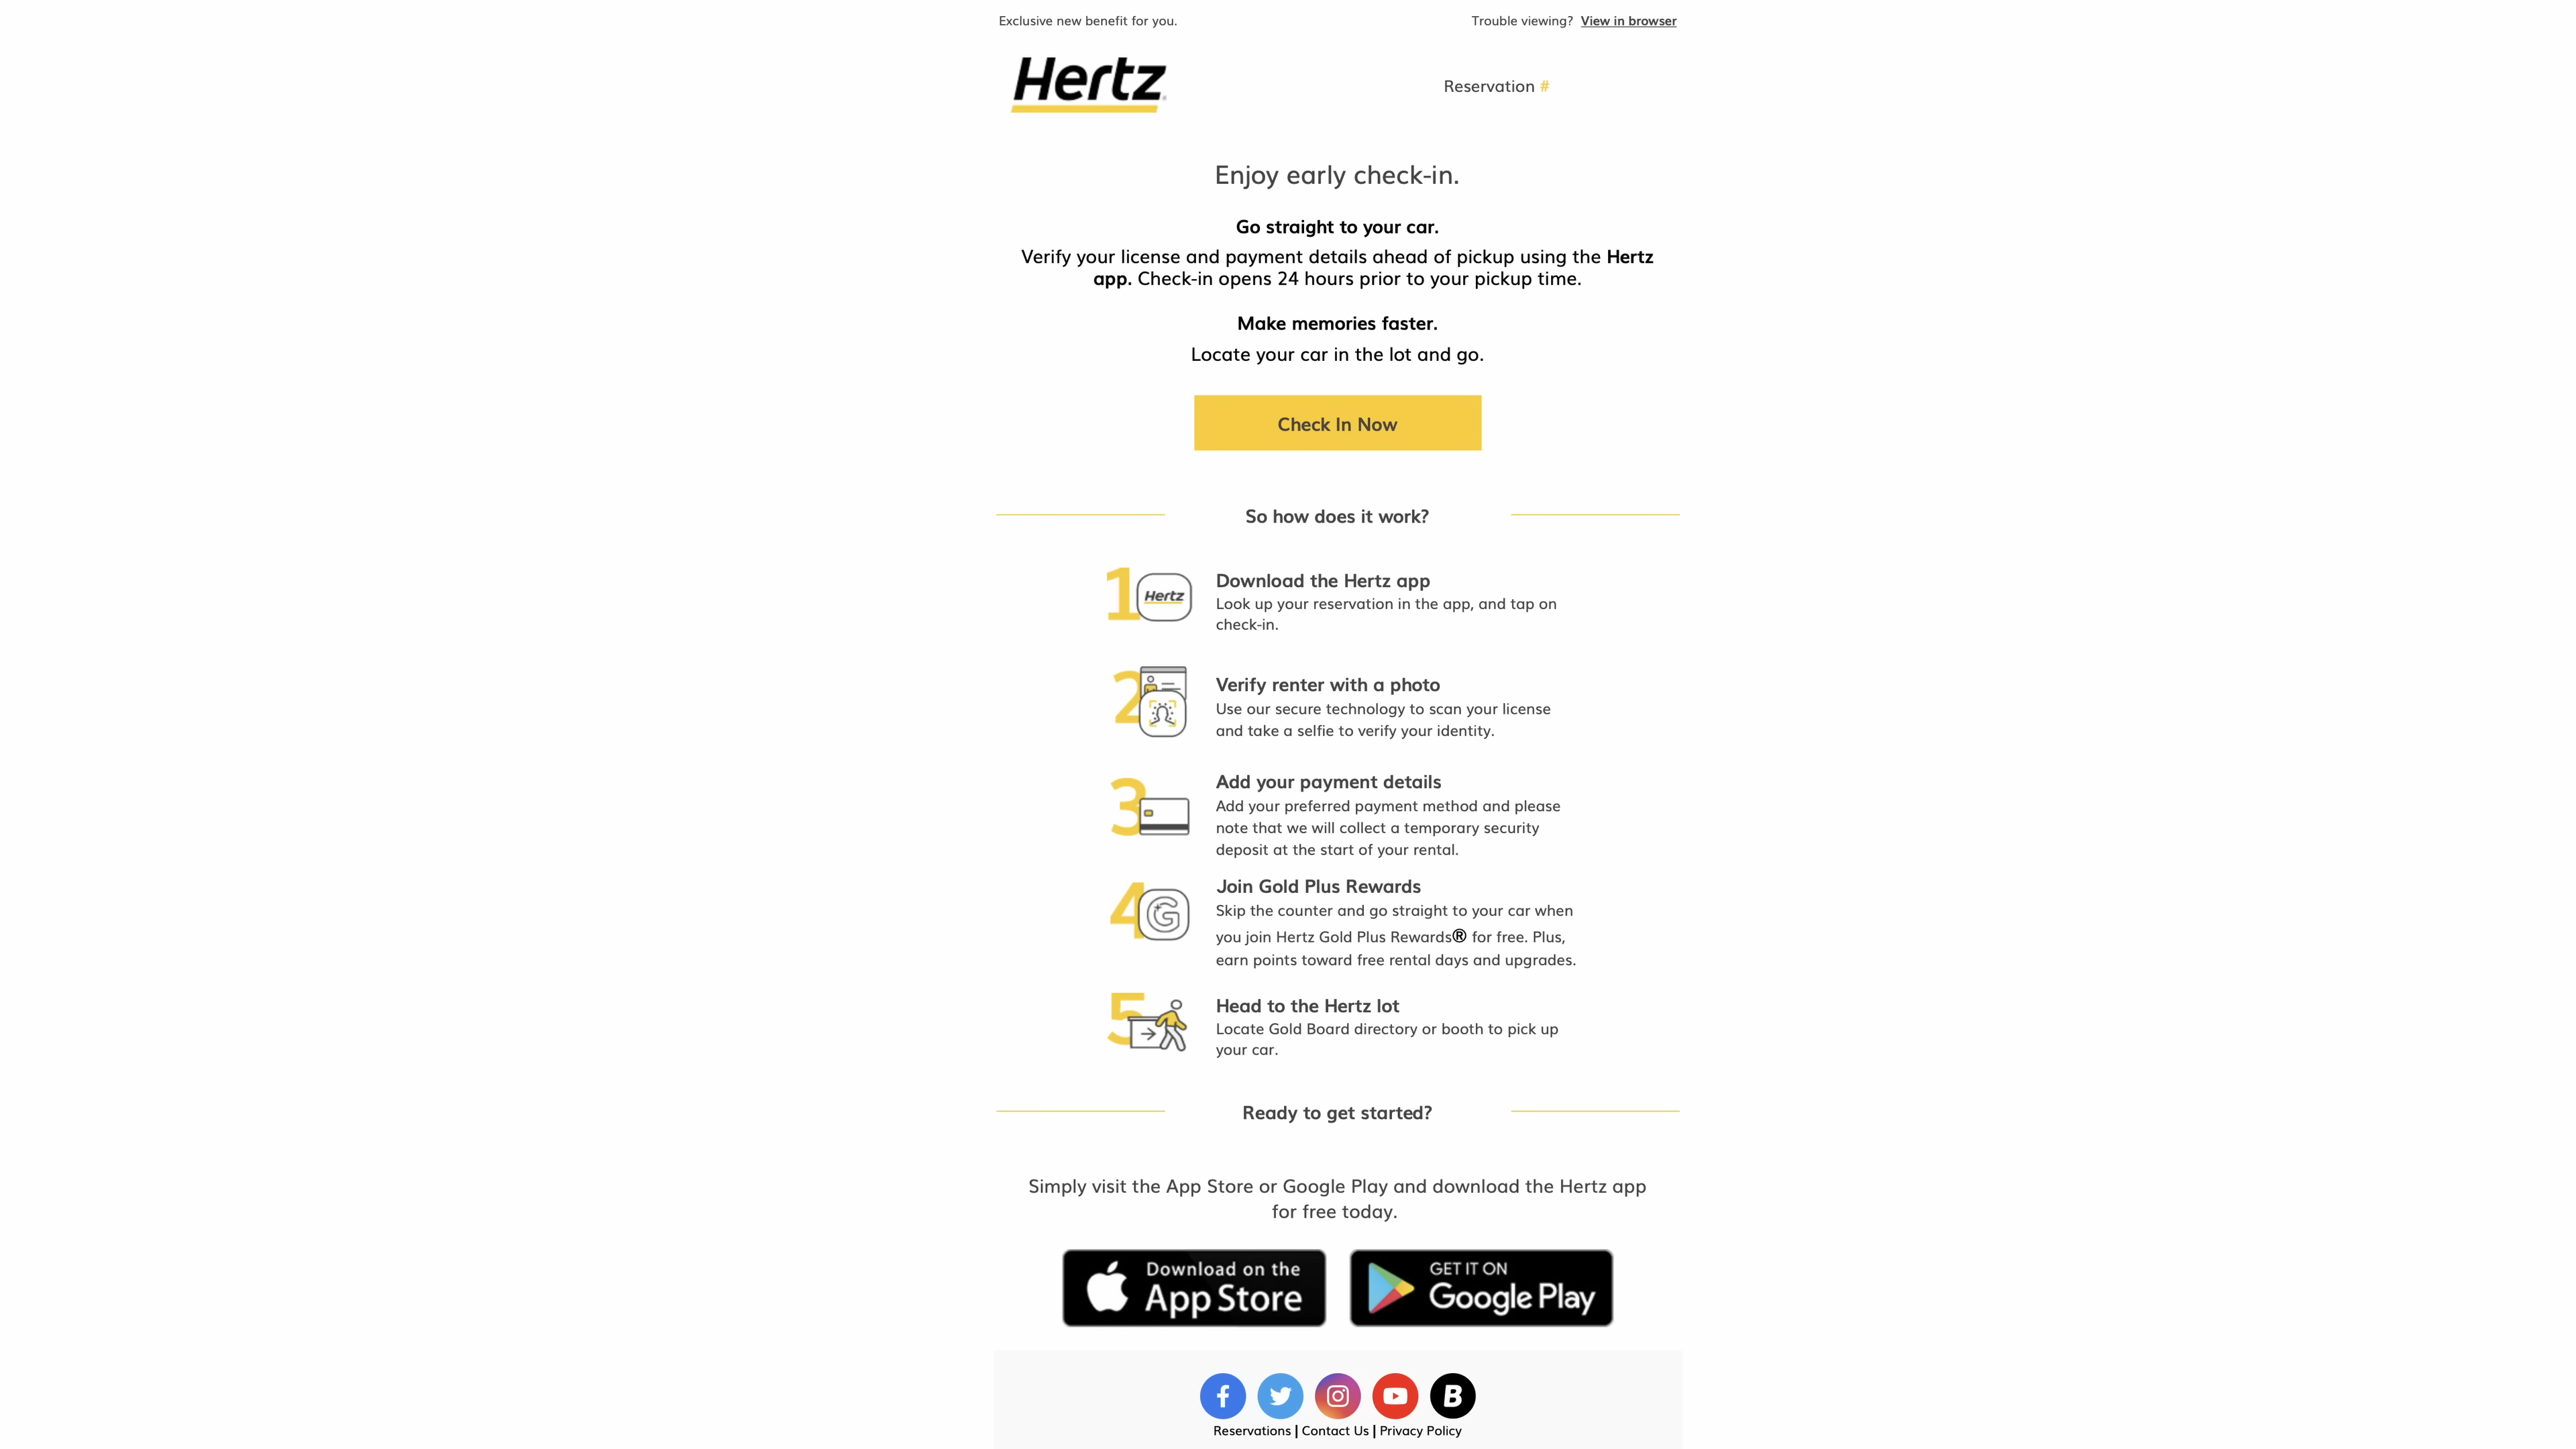 Exclusive new benefit for you.
Trouble viewing? View in browser
Hertz
Reservation #
Enjoy early check-in.
Go straight to your car.
Verify your license and payment details ahead of pickup using the Hertz
app. Check-in opens 24 hours prior to your pickup time.
Make memories faster.
Locate your car in the lot and go.
Check In Now
So how does it work?
1
Hertz
Download the Hertz app
Look up your reservation in the app, and tap on
check-in.
2
Verify renter with a photo
Use our secure technology to scan your license
and take a selfie to verify your identity.
3
Add your payment details
Add your preferred payment method and please
note that we will collect a temporary security
deposit at the start of your rental.
4
G
Join Gold Plus Rewards
Skip the counter and go straight to your car when
you join Hertz Gold Plus Rewards® for free. Plus,
earn points toward free rental days and upgrades.
5
Head to the Hertz lot
Locate Gold Board directory or booth to pick up
your car.
Ready to get started?
Simply visit the App Store or Google Play and download the Hertz app
for free today.
Download on the
App Store
GET IT ON
Google Play
B
Reservations | Contact Us | Privacy Policy